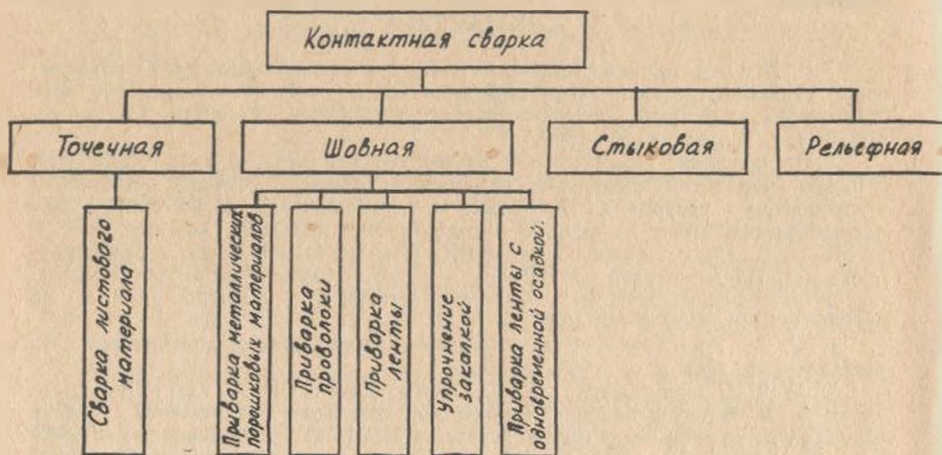 Контактная сварка
Точечная
Шовная
Стыковая
Рельефная
Сварка листового
материала
Приварка металлических
порошковых материалов
Приварка
проволоки
Приварка
ленты
Упрочнение
закалкой
Приварка ленты с
одновременной осадкой.